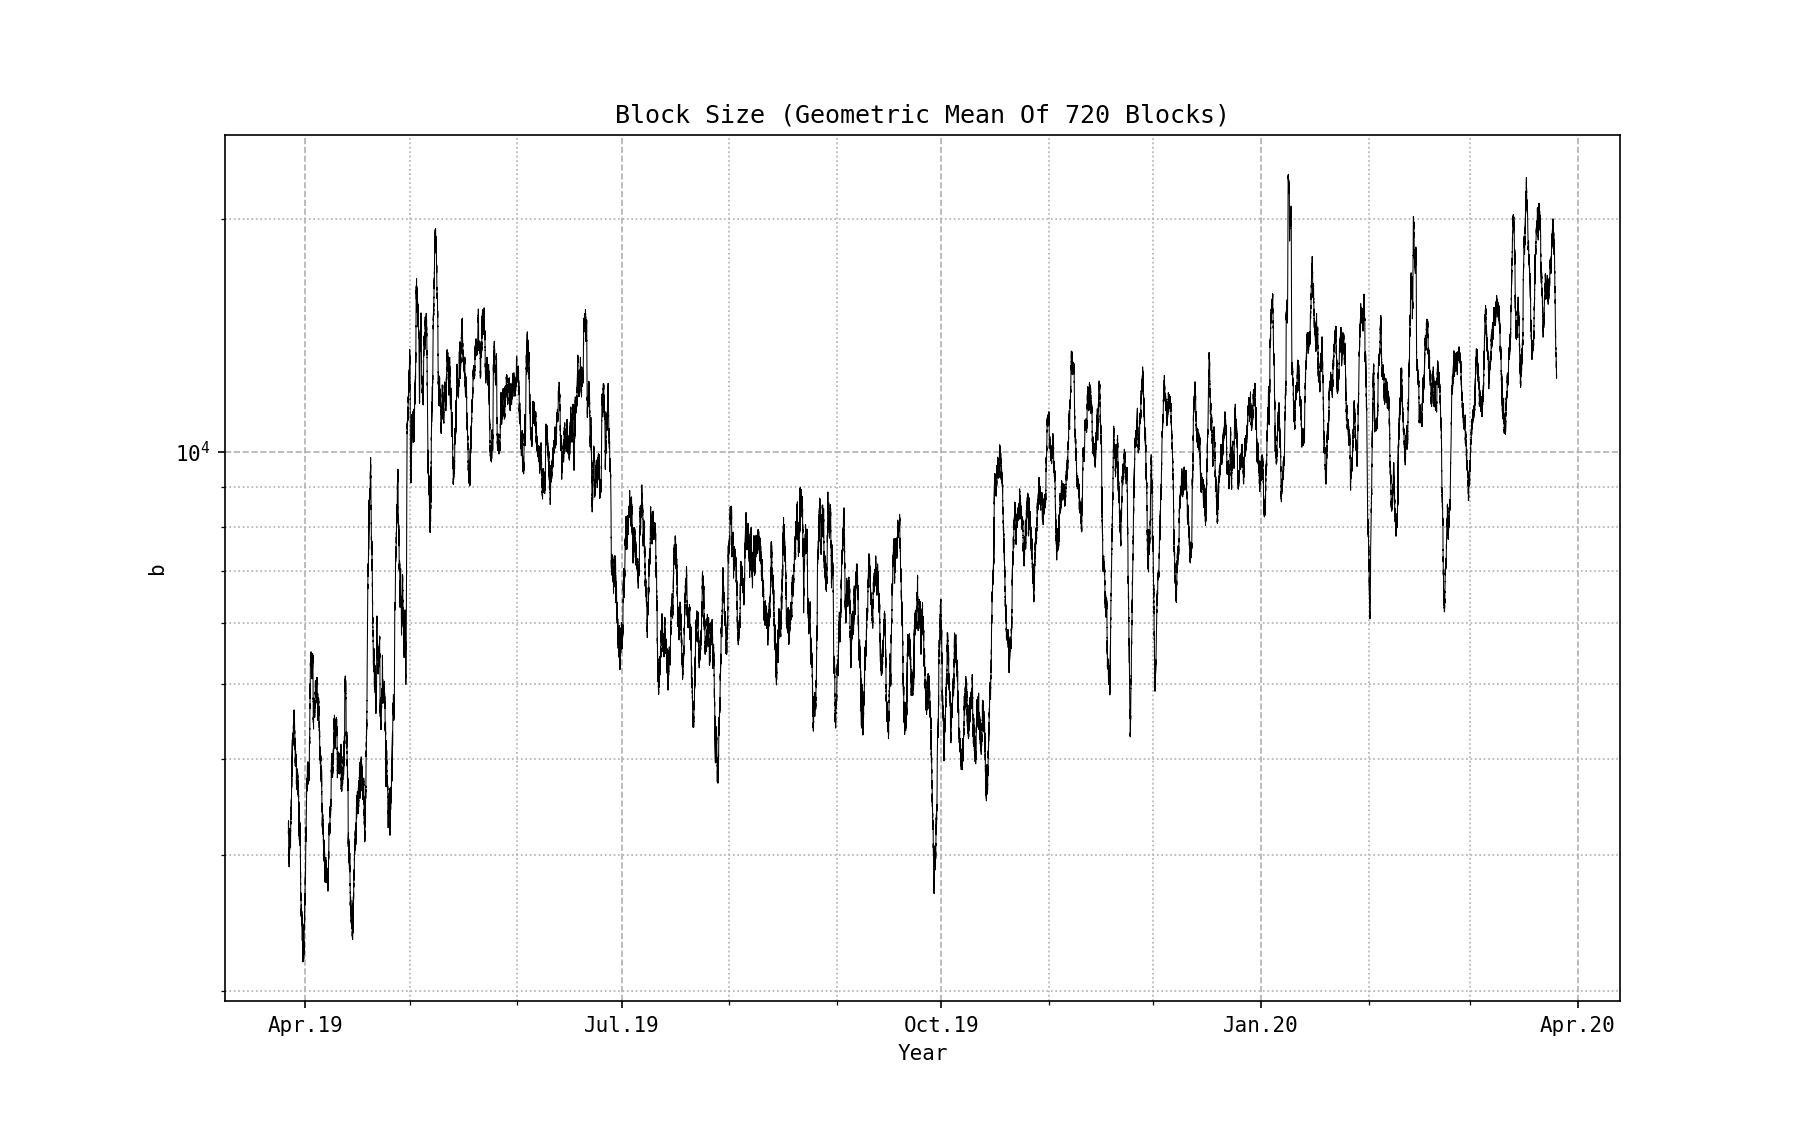 Block Size (Geometric Mean Of 720 Blocks)
10⁴
b
Apr.19 Jul.19 Oct.19 Jan.20 Apr.20
Year